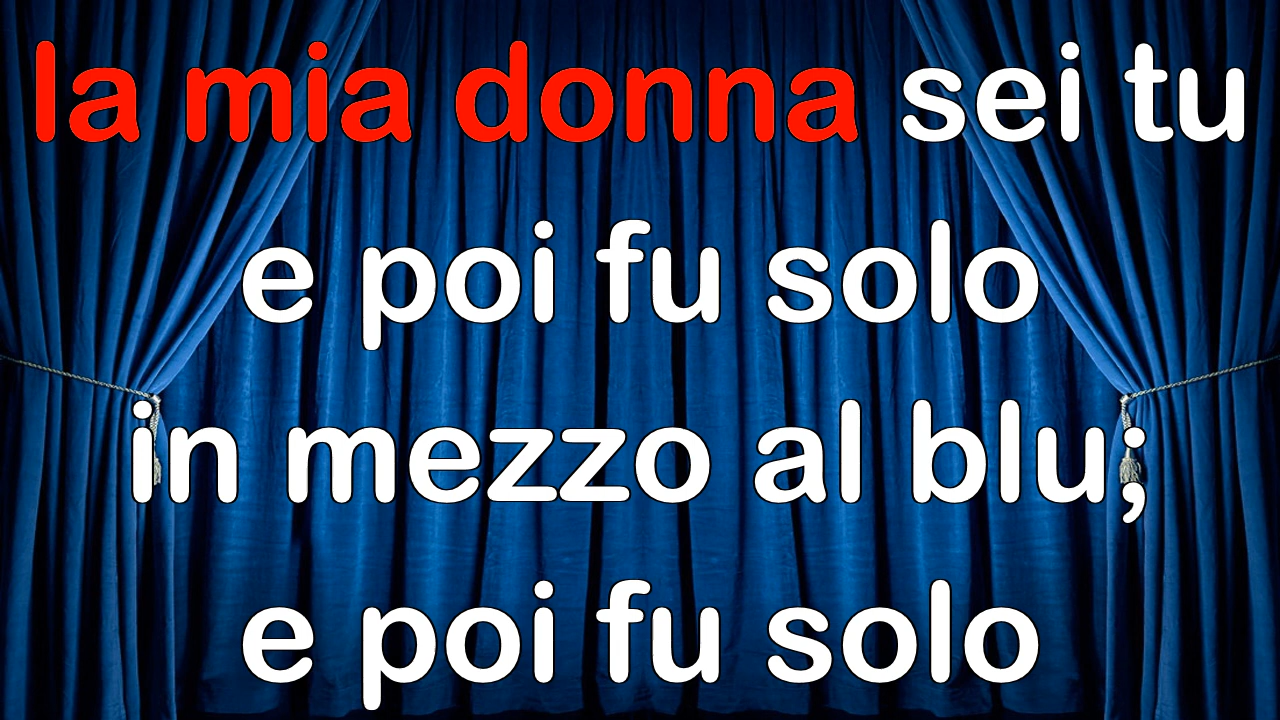 la mia donna sei tu
e poi fu solo
in mezzo al blu;
e poi fu solo